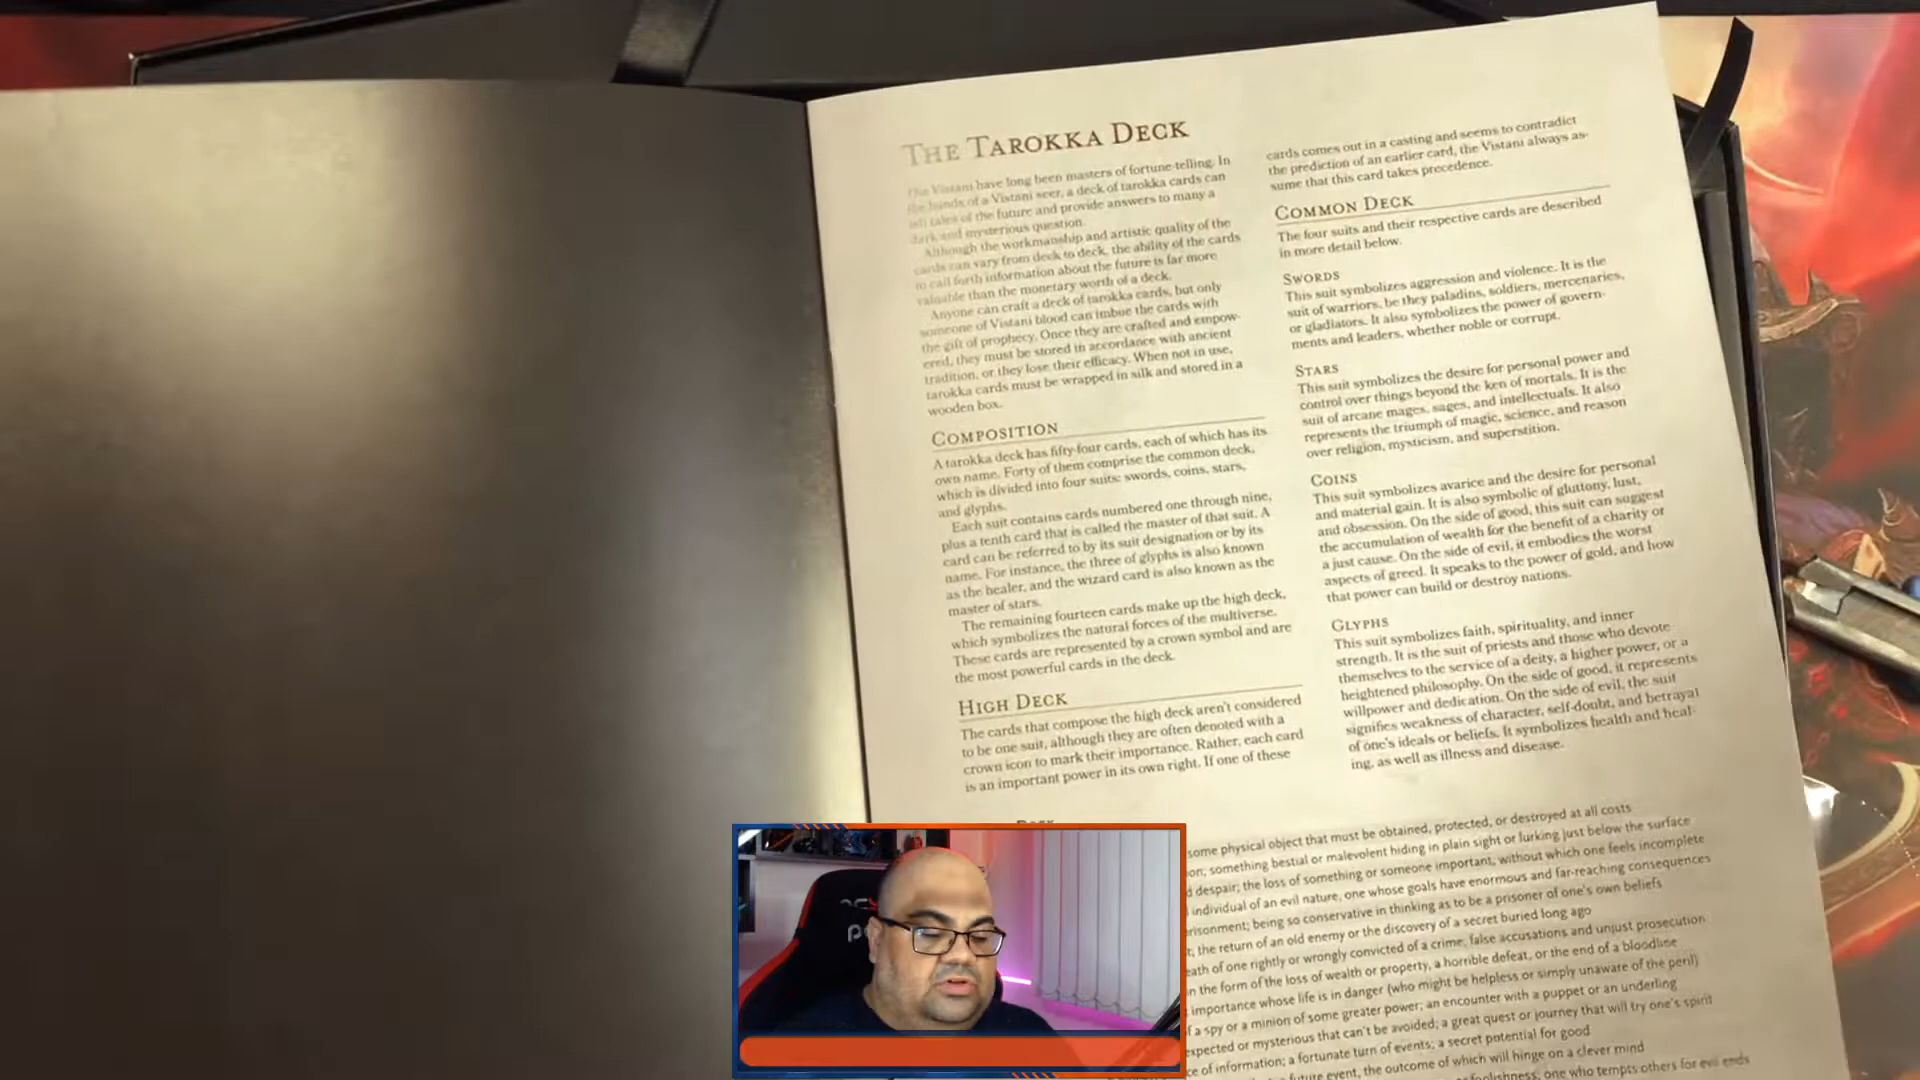 THE TAROKKA DECK
The Vistani have long been masters of fortune-telling. In
the hands of a Vistani seer, a deck of tarokka cards can
tell tales of the future and provide answers to many a
dark and mysterious question.
Although the workmanship and artistic quality of the
cards can vary from deck to deck, the ability of the cards
to call forth information about the future is far more
valuable than the monetary worth of a deck.
Anyone can craft a deck of tarokka cards, but only
someone of Vistani blood can imbue the cards with
the gift of prophecy. Once they are crafted and empow-
ered, they must be stored in accordance with ancient
tradition, or they lose their efficacy. When not in use,
tarokka cards must be wrapped in silk and stored in a
wooden box.
COMPOSITION
A tarokka deck has fifty-four cards, each of which has its
own name. Forty of them comprise the common deck,
which is divided into four suits: swords, coins, stars,
and glyphs.
Each suit contains cards numbered one through nine,
plus a tenth card that is called the master of that suit. A
card can be referred to by its suit designation or by its
name. For instance, the three of glyphs is also known
as the healer, and the wizard card is also known as the
master of stars.
The remaining fourteen cards make up the high deck,
which symbolizes the natural forces of the multiverse.
These cards are represented by a crown symbol and are
the most powerful cards in the deck.
HIGH DECK
The cards that compose the high deck aren't considered
to be one suit, although they are often denoted with a
crown icon to mark their importance. Rather, each card
is an important power in its own right. If one of these
cards comes out in a casting and seems to contradict
the prediction of an earlier card, the Vistani always as-
sume that this card takes precedence.
COMMON DECK
The four suits and their respective cards are described
in more detail below.
SWORDS
This suit symbolizes aggression and violence. It is the
suit of warriors, be they paladins, soldiers, mercenaries,
or gladiators. It also symbolizes the power of govern-
ments and leaders, whether noble or corrupt.
STARS
This suit symbolizes the desire for personal power and
control over things beyond the ken of mortals. It is the
suit of arcane mages, sages, and intellectuals. It also
represents the triumph of magic, science, and reason
over religion, mysticism, and superstition.
COINS
This suit symbolizes avarice and the desire for personal
and material gain. It is also symbolic of gluttony, lust,
and obsession. On the side of good, this suit can suggest
the accumulation of wealth for the benefit of a charity or
a just cause. On the side of evil, it embodies the worst
aspects of greed. It speaks to the power of gold, and how
that power can build or destroy nations.
GLYPHS
This suit symbolizes faith, spirituality, and inner
strength. It is the suit of priests and those who devote
themselves to the service of a deity, a higher power, or a
heightened philosophy. On the side of good, it represents
willpower and dedication. On the side of evil, the suit
signifies weakness of character, self-doubt, and betrayal
of one's ideals or beliefs. It symbolizes health and heal-
ing, as well as illness and disease.
some physical object that must be obtained, protected, or destroyed at all costs
something bestial or malevolent hiding in plain sight or lurking just below the surface
despair; the loss of something or someone important, without which one feels incomplete
individual of an evil nature, one whose goals have enormous and far-reaching consequences
being so conservative in thinking as to be a prisoner of one's own beliefs
the return of an old enemy or the discovery of a secret buried long ago
of one rightly or wrongly convicted of a crime; false accusations and unjust prosecution
in the form of the loss of wealth or property, a horrible defeat, or the end of a bloodline
importance whose life is in danger (who might be helpless or simply unaware of the peril)
of a spy or a minion of some greater power; an encounter with a puppet or an underling
or mysterious that can't be avoided; a great quest or journey that will try one's spirit
of information; a fortunate turn of events; a secret potential for good
future event, the outcome of which will hinge on a clever mind
one who tempts others for evil ends